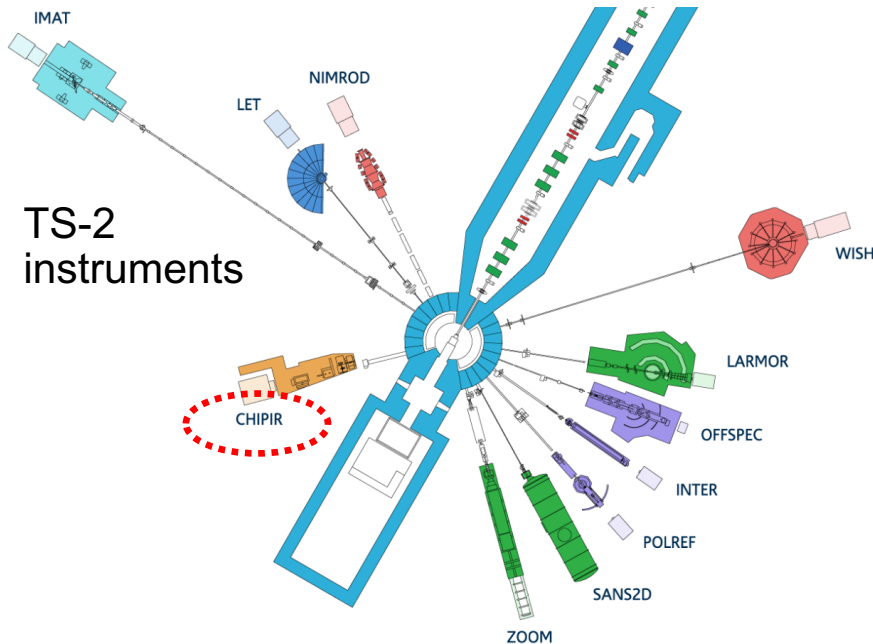 IMAT
NIMROD
LET
TS-2
instruments
WISH
LARMOR
CHIPIR
OFFSPEC
INTER
POLREF
SANS2D
ZOOM